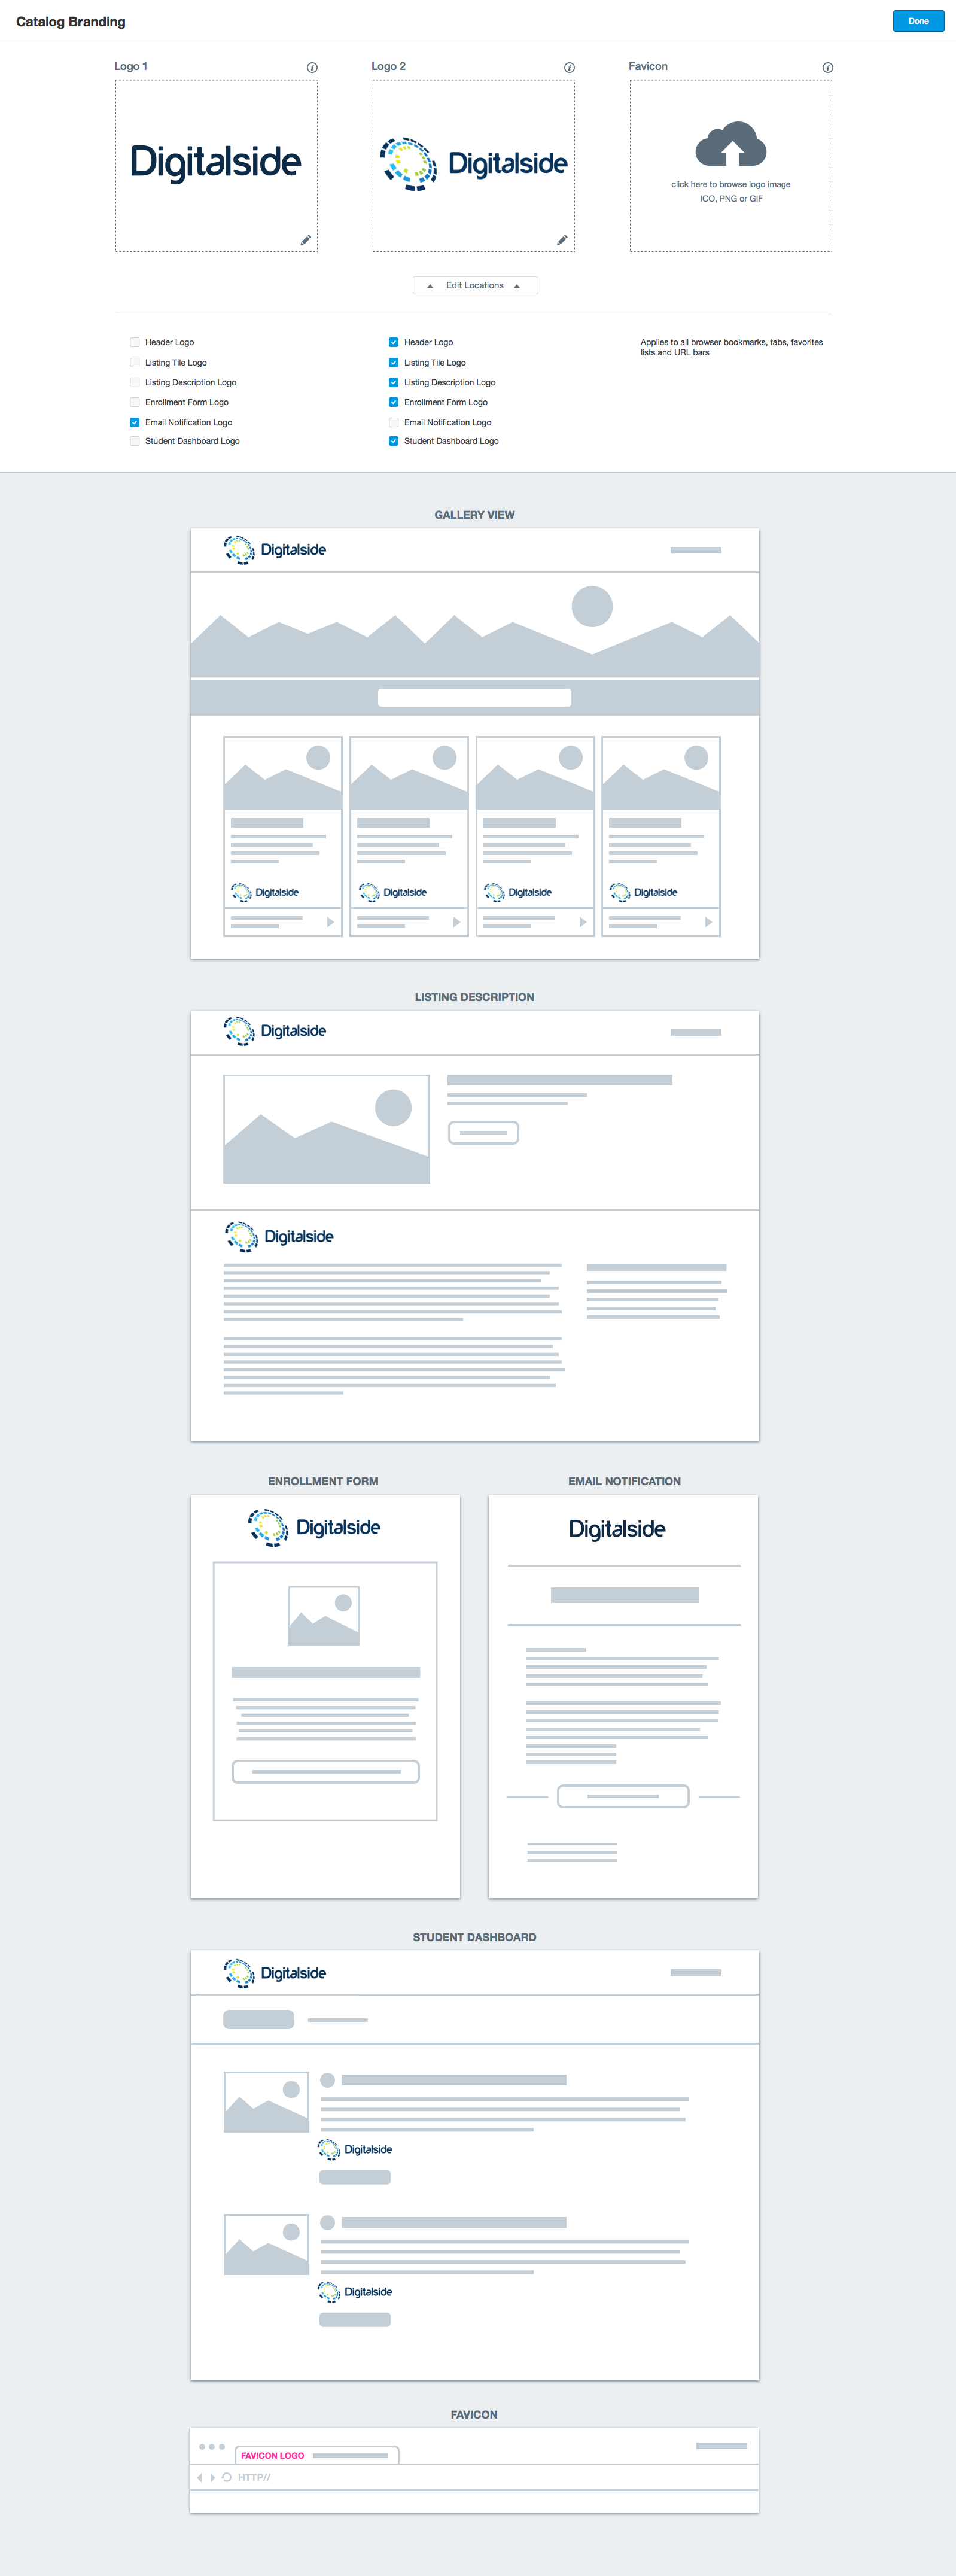 Catalog Branding
Done
Logo 1
Logo 2
Favicon
Digitalside
Digitalside
click here to browse logo image
ICO, PNG or GIF
Edit Locations
Header Logo
Listing Tile Logo
Listing Description Logo
Enrollment Form Logo
Email Notification Logo
Student Dashboard Logo
Header Logo
Listing Tile Logo
Listing Description Logo
Enrollment Form Logo
Email Notification Logo
Student Dashboard Logo
Applies to all browser bookmarks, tabs, favorites
lists and URL bars
GALLERY VIEW
Digitalside
Digitalside
Digitalside
Digitalside
Digitalside
LISTING DESCRIPTION
Digitalside
Digitalside
ENROLLMENT FORM
Digitalside
EMAIL NOTIFICATION
Digitalside
STUDENT DASHBOARD
Digitalside
Digitalside
Digitalside
FAVICON
FAVICON LOGO
HTTP//